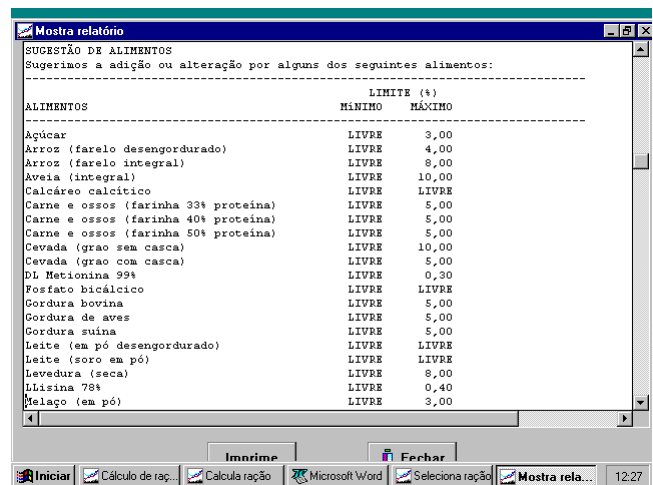 Mostra relatório
SUGESTÃO DE ALIMENTOS
Sugerimos a adição ou alteração por alguns dos seguintes alimentos:
LIMITE (%)
ALIMENTOS MíNIMO MÁXIMO
Açúcar LIVRE 3,00
Arroz (farelo desengordurado) LIVRE 4,00
Arroz (farelo integral) LIVRE 8,00
Aveia (integral) LIVRE 10,00
Calcáreo calcítico LIVRE LIVRE
Carne e ossos (farinha 33% proteína) LIVRE 5,00
Carne e ossos (farinha 40% proteína) LIVRE 5,00
Carne e ossos (farinha 50% proteína) LIVRE 5,00
Cevada (grao sem casca) LIVRE 10,00
Cevada (grao com casca) LIVRE 5,00
DL Metionina 99% LIVRE 0,30
Fosfato bicálcico LIVRE LIVRE
Gordura bovina LIVRE 5,00
Gordura de aves LIVRE 5,00
Gordura suína LIVRE 5,00
Leite (em pó desengordurado) LIVRE LIVRE
Leite (soro em pó) LIVRE LIVRE
Levedura (seca) LIVRE 8,00
LLisina 78% LIVRE 0,40
Melaço (em pó) LIVRE 3,00
Imprime Fechar
Iniciar Cálculo de raç... Calcula ração Microsoft Word Seleciona ração Mostra rela... 12:27